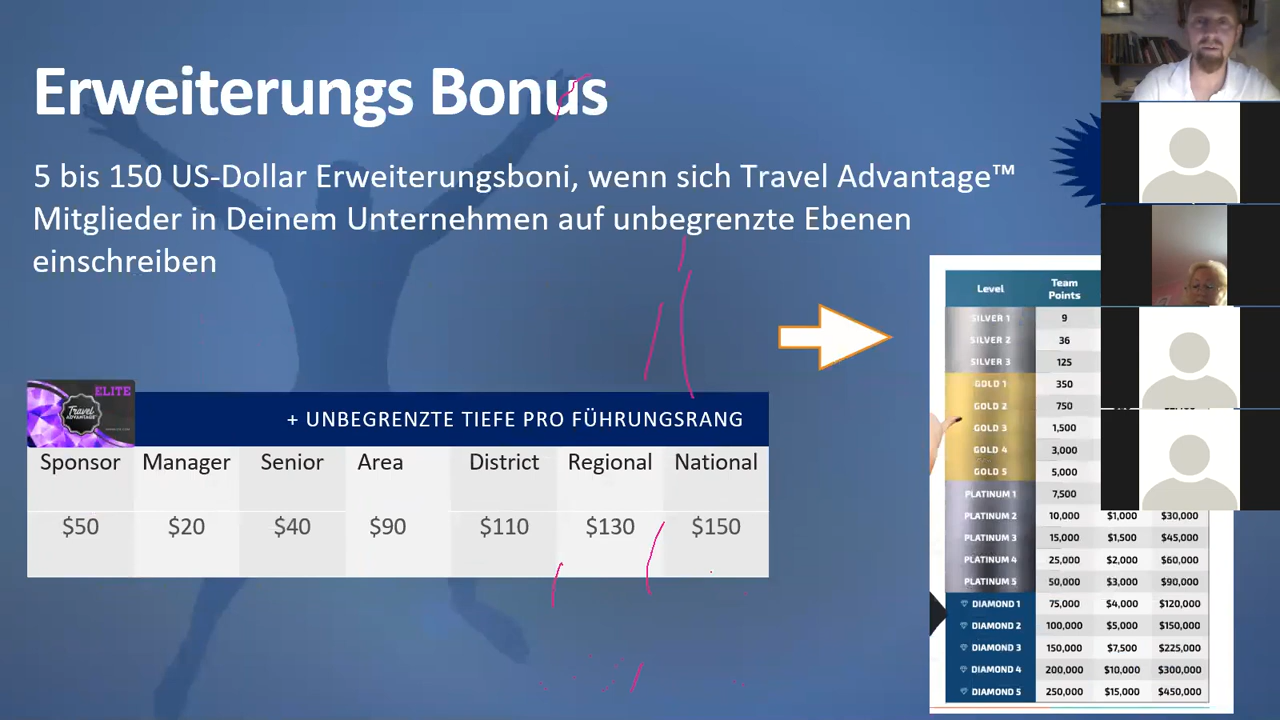 Erweiterungs Bonus
5 bis 150 US-Dollar Erweiterungsboni, wenn sich Travel Advantage™
Mitglieder in Deinem Unternehmen auf unbegrenzte Ebenen
einschreiben
ELITE
Travel
ADVANTAGE
+ UNBEGRENZTE TIEFE PRO FÜHRUNGSRANG
Sponsor Manager Senior Area District Regional National
$50 $20 $40 $90 $110 $130 $150
Level Team Points
SILVER 1 9
SILVER 2 36
SILVER 3 125
GOLD 1 350
GOLD 2 750
GOLD 3 1,500
GOLD 4 3,000
GOLD 5 5,000
PLATINUM 1 7,500
PLATINUM 2 10,000 $1,000 $30,000
PLATINUM 3 15,000 $1,500 $45,000
PLATINUM 4 25,000 $2,000 $60,000
PLATINUM 5 50,000 $3,000 $90,000
DIAMOND 1 75,000 $4,000 $120,000
DIAMOND 2 100,000 $5,000 $150,000
DIAMOND 3 150,000 $7,500 $225,000
DIAMOND 4 200,000 $10,000 $300,000
DIAMOND 5 250,000 $15,000 $450,000